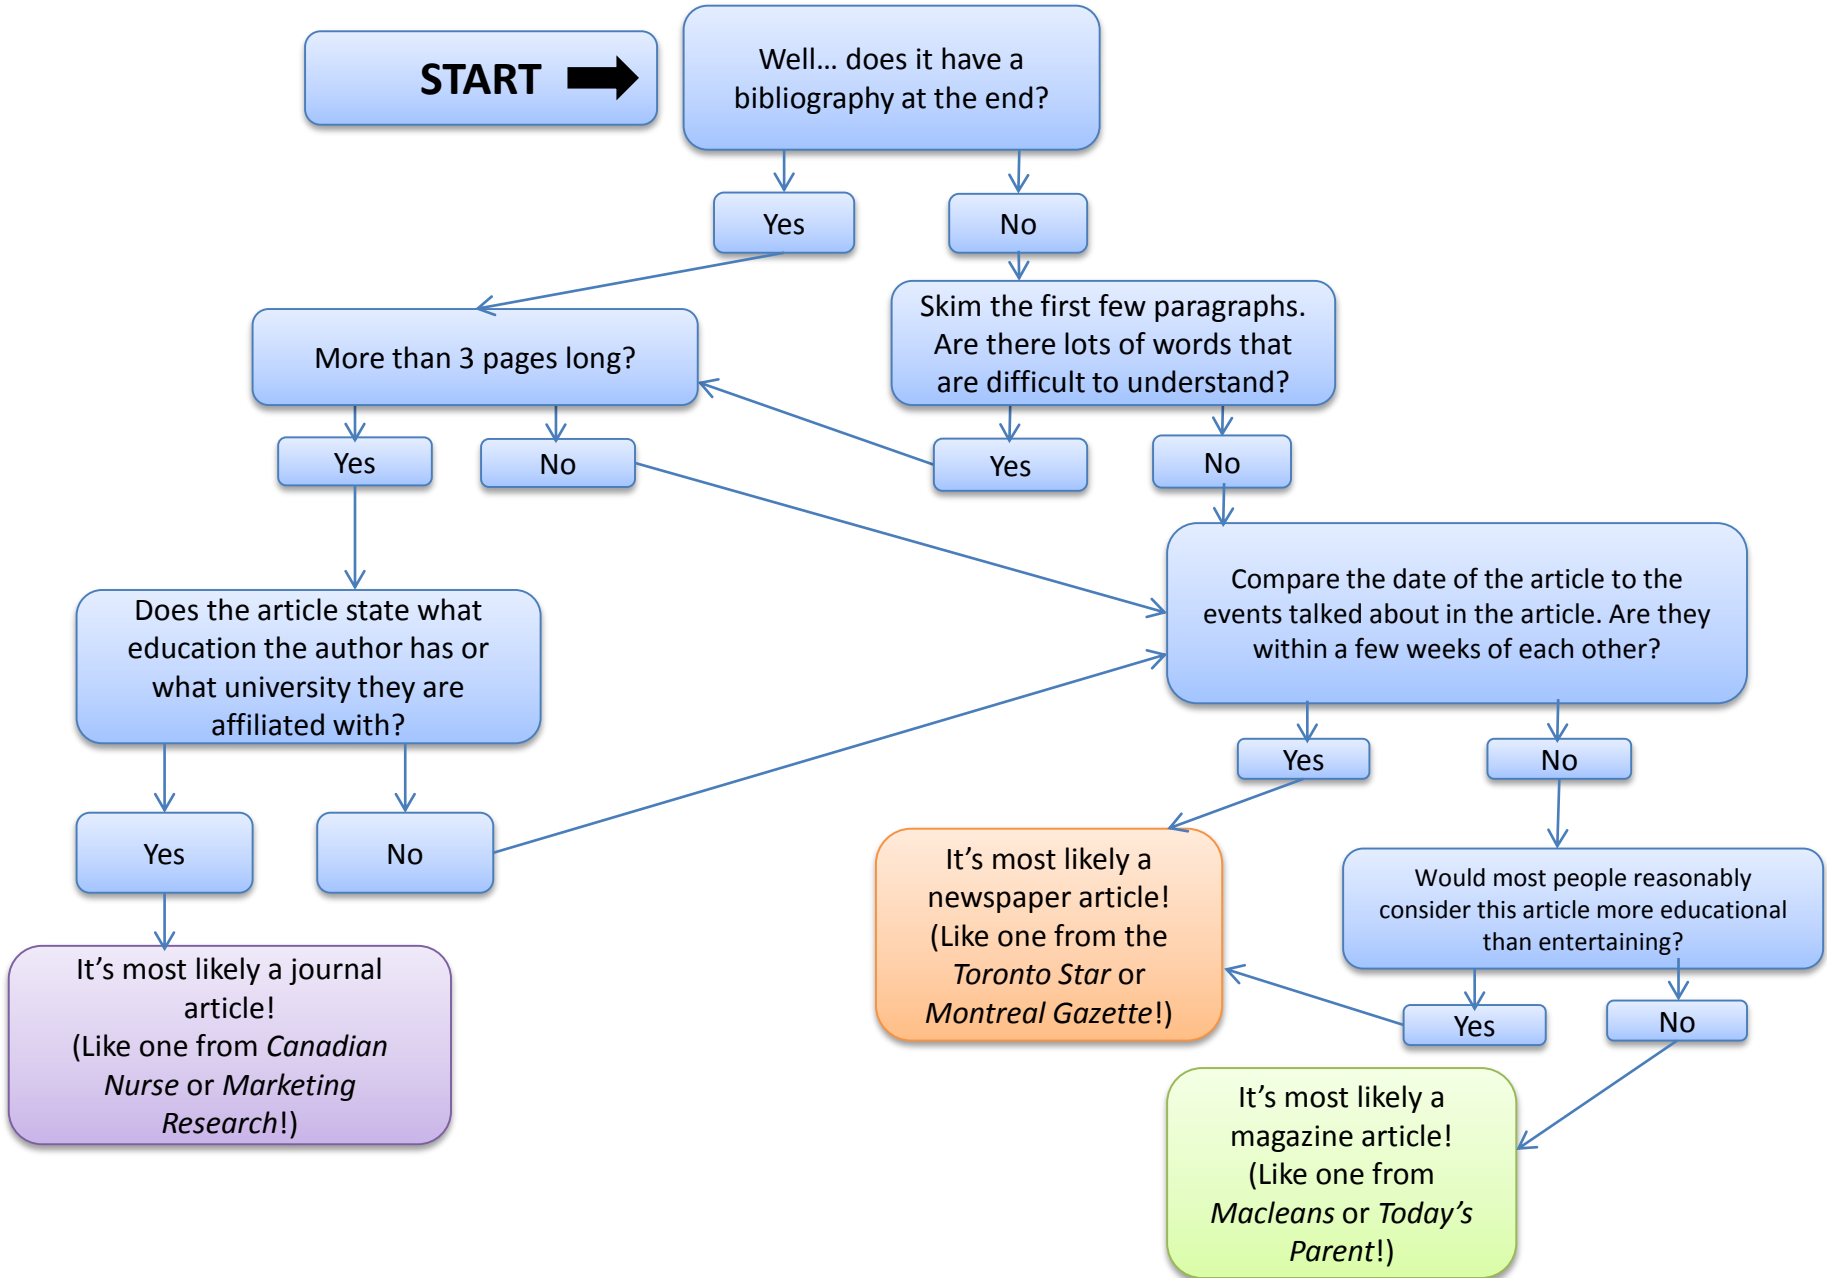 START
Well... does it have a
bibliography at the end?
Yes
No
More than 3 pages long?
Skim the first few paragraphs.
Are there lots of words that
are difficult to understand?
Yes
No
Yes
No
Does the article state what
education the author has or
what university they are
affiliated with?
Compare the date of the article to the
events talked about in the article. Are they
within a few weeks of each other?
Yes
No
Yes
No
It’s most likely a journal
article!
(Like one from Canadian
Nurse or Marketing
Research!)
It’s most likely a
newspaper article!
(Like one from the
Toronto Star or
Montreal Gazette!)
Would most people reasonably
consider this article more educational
than entertaining?
Yes
No
It’s most likely a
magazine article!
(Like one from
Macleans or Today’s
Parent!)